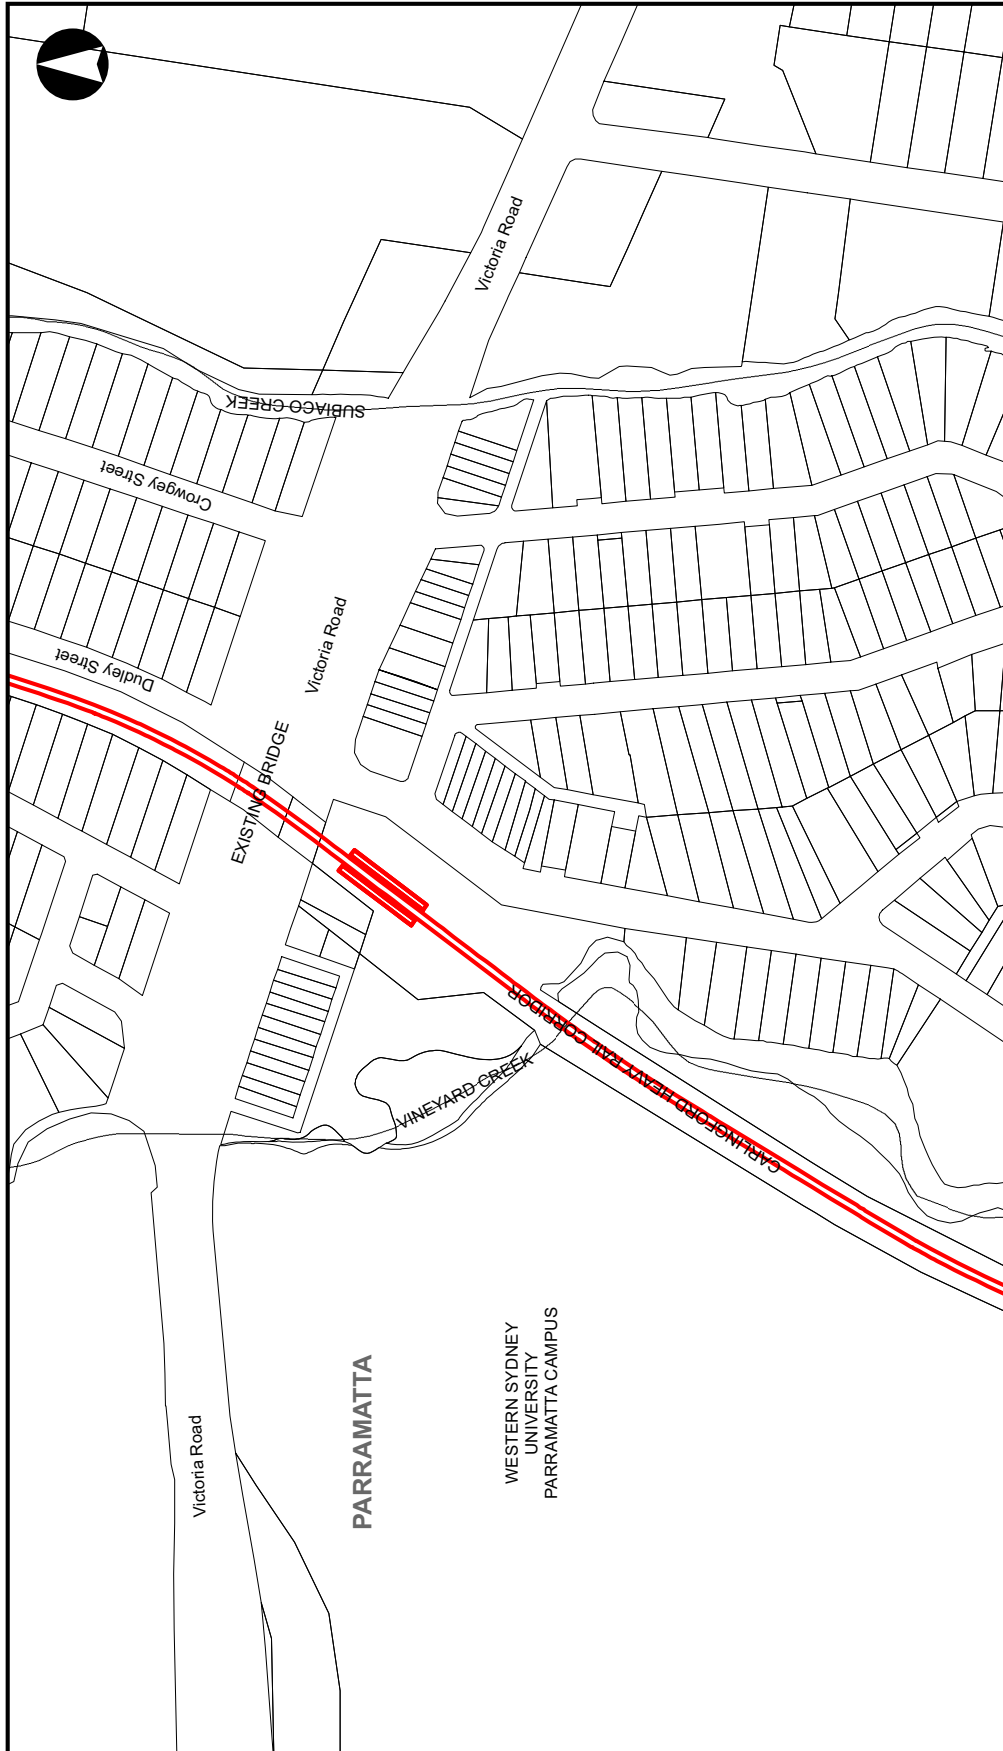 Victoria Road
SUBIACO CREEK
Crowgey Street
Victoria Road
Dudley Street
EXISTING BRIDGE
CARLINGFORD HEAVY RAIL CORRIDOR
VINEYARD CREEK
PARRAMATTA
WESTERN SYDNEY
UNIVERSITY
PARRAMATTA CAMPUS
Victoria Road